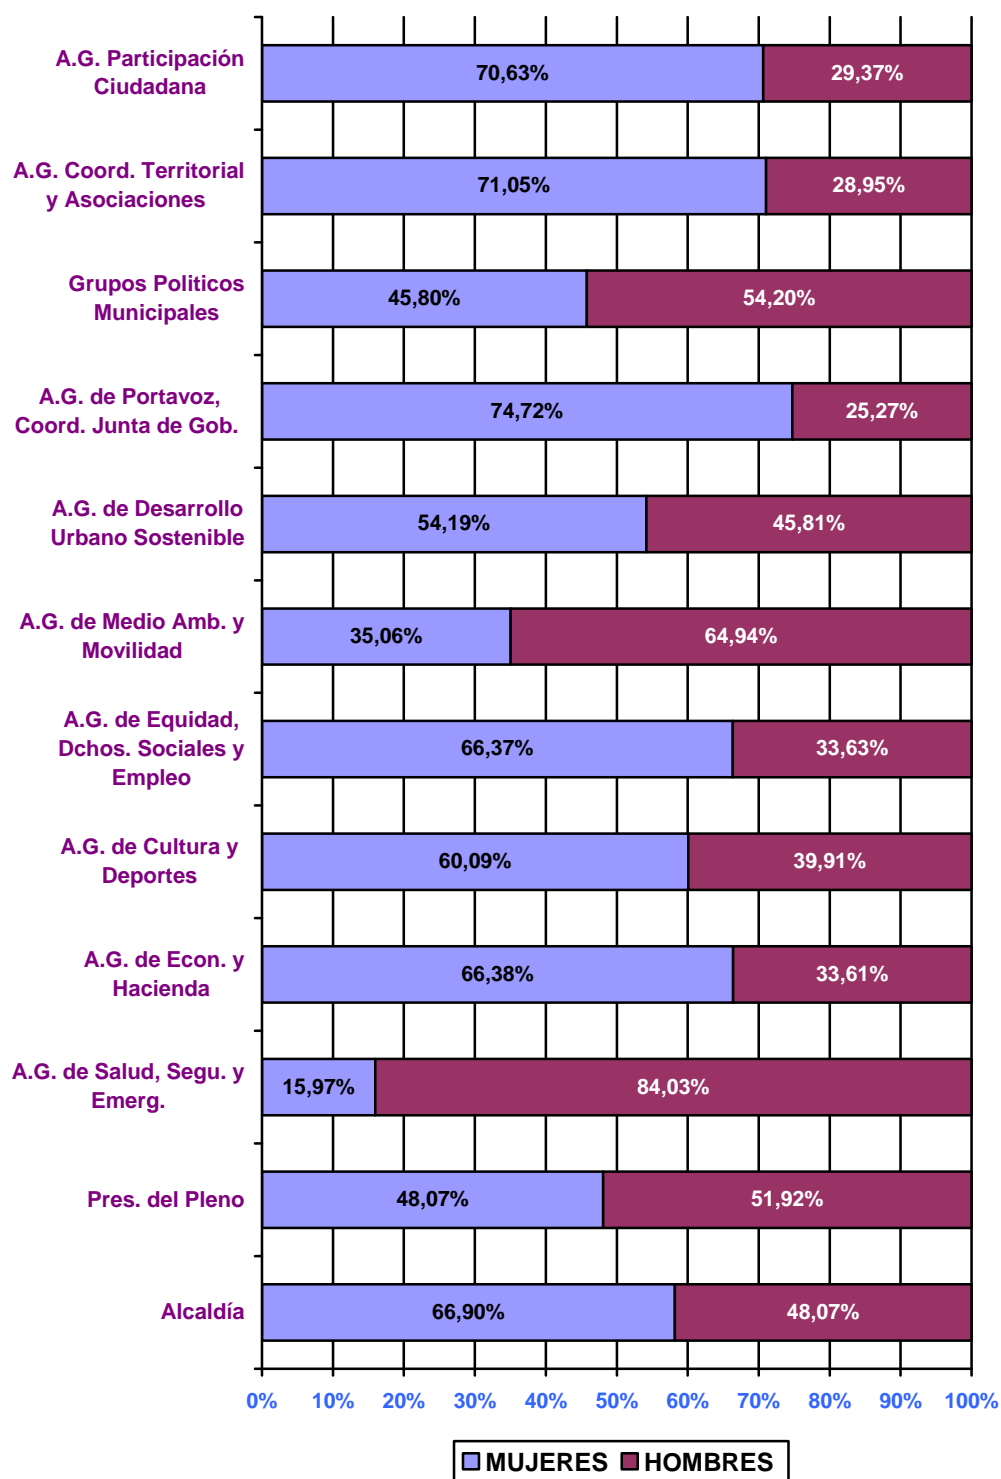 A.G. Participación
Ciudadana
70,63%
29,37%
A.G. Coord. Territorial
y Asociaciones
71,05%
28,95%
Grupos Politicos
Municipales
45,80%
54,20%
A.G. de Portavoz,
Coord. Junta de Gob.
74,72%
25,27%
A.G. de Desarrollo
Urbano Sostenible
54,19%
45,81%
A.G. de Medio Amb. y
Movilidad
35,06%
64,94%
A.G. de Equidad,
Dchos. Sociales y
Empleo
66,37%
33,63%
A.G. de Cultura y
Deportes
60,09%
39,91%
A.G. de Econ. y
Hacienda
66,38%
33,61%
A.G. de Salud, Segu. y
Emerg.
15,97%
84,03%
Pres. del Pleno
48,07%
51,92%
Alcaldía
66,90%
48,07%
0% 10% 20% 30% 40% 50% 60% 70% 80% 90% 100%
MUJERES HOMBRES